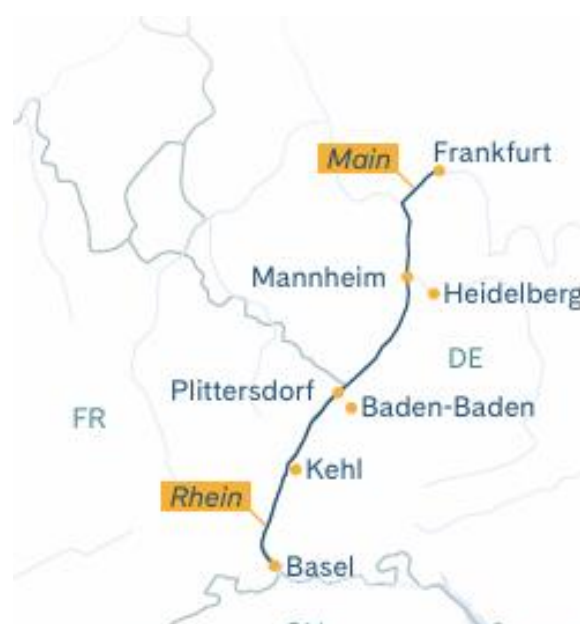 Frankfurt
Main
Mannheim
Heidelberg
DE
Plittersdorf
Baden-Baden
FR
Kehl
Rhein
Basel